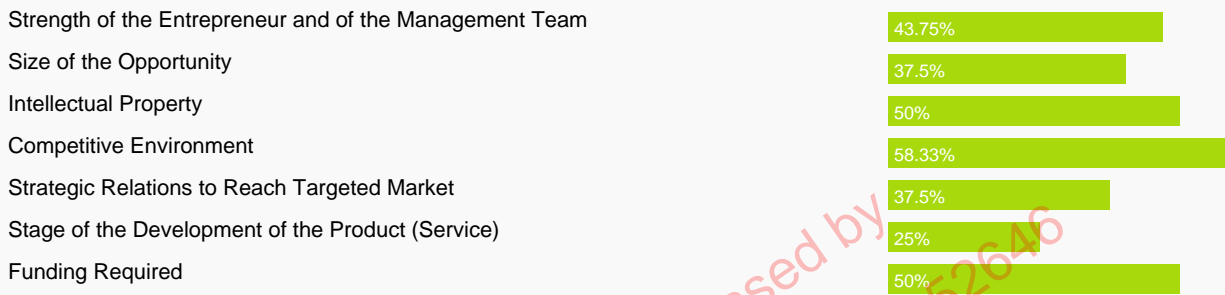 Strength of the Entrepreneur and of the Management Team 43.75%
Size of the Opportunity 37.5%
Intellectual Property 50%
Competitive Environment 58.33%
Strategic Relations to Reach Targeted Market 37.5%
Stage of the Development of the Product (Service) 25%
Funding Required 50%